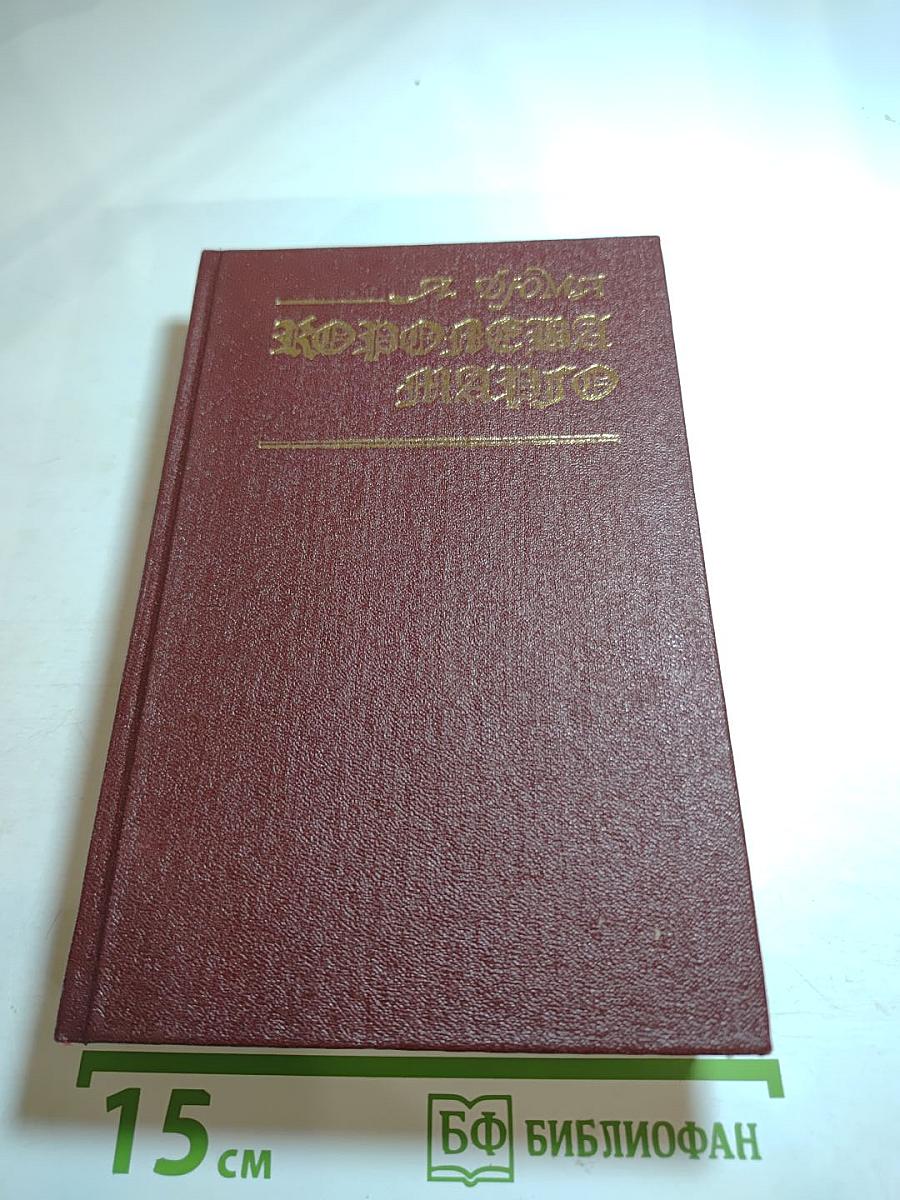 А. Дюма
КОРОЛЕВА
МАРГО
15 см
БФ БИБЛИОФАН